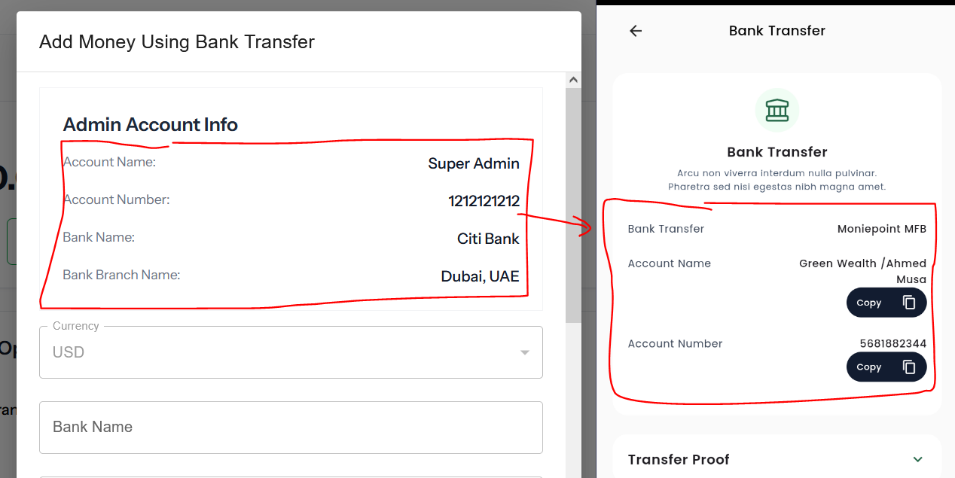 Add Money Using Bank Transfer
Admin Account Info
Account Name: Super Admin
Account Number: 1212121212
Bank Name: Citi Bank
Bank Branch Name: Dubai, UAE
Currency
USD
Bank Name
Bank Transfer
Bank Transfer
Arcu non viverra interdum nulla pulvinar.
Pharetra sed nisi egestas nibh magna amet.
Bank Transfer Moniepoint MFB
Account Name Green Wealth /Ahmed
Musa
Copy
Account Number 5681882344
Copy
Transfer Proof